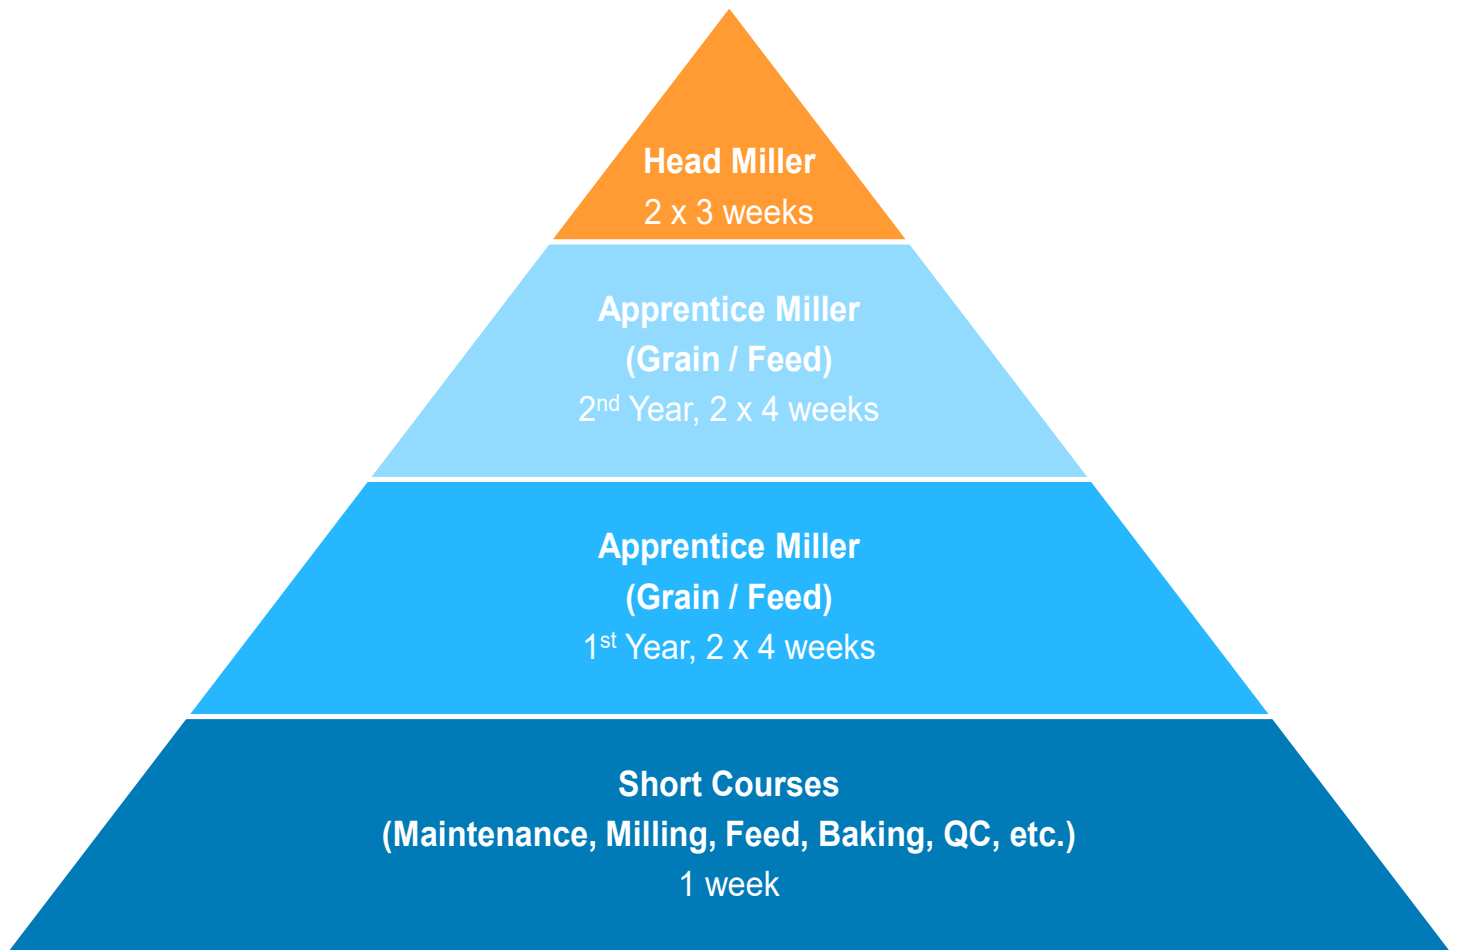 Head Miller
2 x 3 weeks
Apprentice Miller
(Grain / Feed)
2nd Year, 2 x 4 weeks
Apprentice Miller
(Grain / Feed)
1st Year, 2 x 4 weeks
Short Courses
(Maintenance, Milling, Feed, Baking, QC, etc.)
1 week